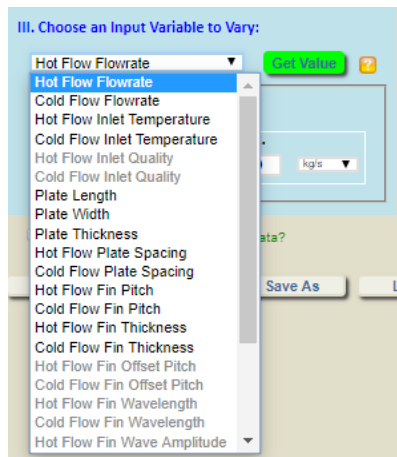 III. Choose an Input Variable to Vary:
Hot Flow Flowrate
Get Value
?
Hot Flow Flowrate
Cold Flow Flowrate
Hot Flow Inlet Temperature
Cold Flow Inlet Temperature
Hot Flow Inlet Quality
Cold Flow Inlet Quality
kg/s
Plate Length
Plate Width
Plate Thickness
ata?
Hot Flow Plate Spacing
Cold Flow Plate Spacing
Hot Flow Fin Pitch
Save As
Cold Flow Fin Pitch
Hot Flow Fin Thickness
Cold Flow Fin Thickness
Hot Flow Fin Offset Pitch
Cold Flow Fin Offset Pitch
Hot Flow Fin Wavelength
Cold Flow Fin Wavelength
Hot Flow Fin Wave Amplitude